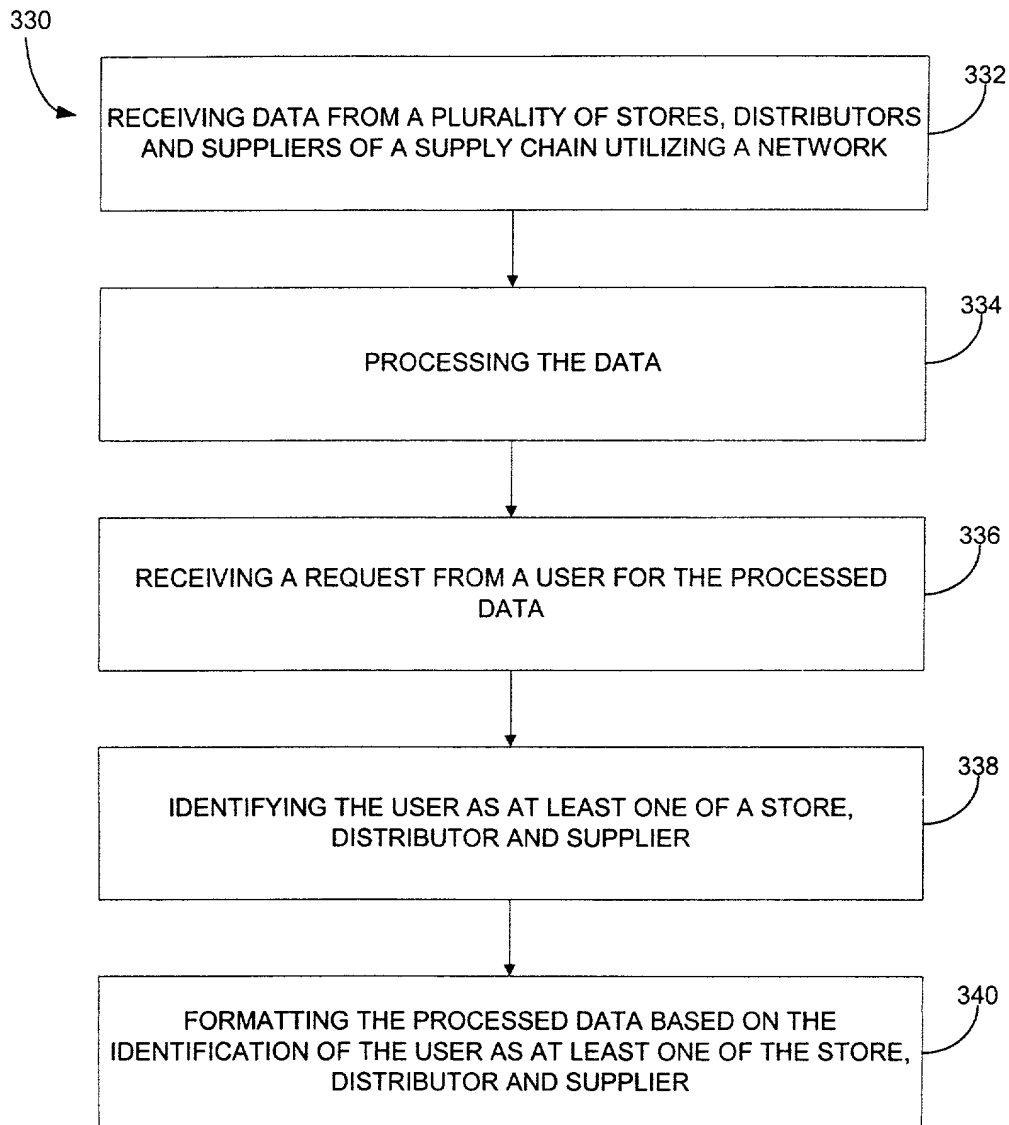 330
332
RECEIVING DATA FROM A PLURALITY OF STORES, DISTRIBUTORS
AND SUPPLIERS OF A SUPPLY CHAIN UTILIZING A NETWORK
334
PROCESSING THE DATA
336
RECEIVING A REQUEST FROM A USER FOR THE PROCESSED
DATA
338
IDENTIFYING THE USER AS AT LEAST ONE OF A STORE,
DISTRIBUTOR AND SUPPLIER
340
FORMATTING THE PROCESSED DATA BASED ON THE
IDENTIFICATION OF THE USER AS AT LEAST ONE OF THE STORE,
DISTRIBUTOR AND SUPPLIER